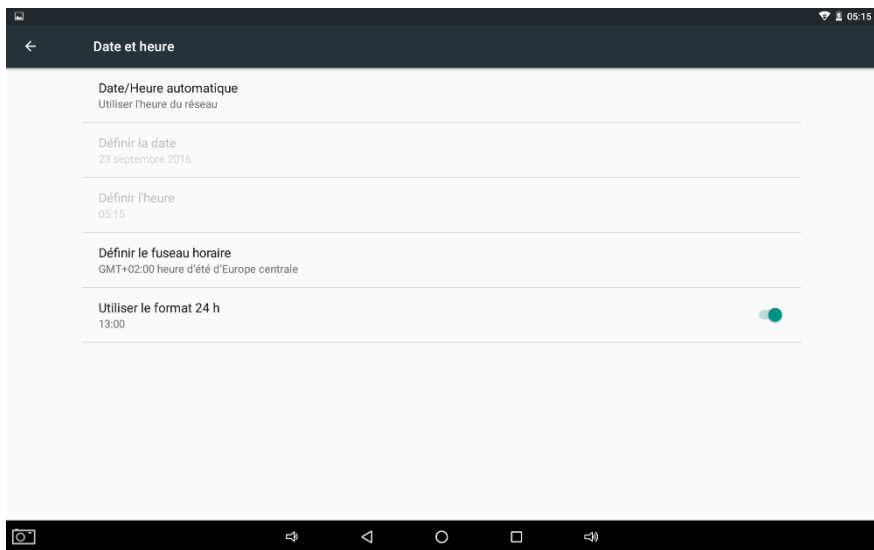 05:15
Date et heure
Date/Heure automatique
Utiliser l'heure du réseau
Définir la date
23 septembre 2016
Définir l'heure
05:15
Définir le fuseau horaire
GMT+02:00 heure d'été d'Europe centrale
Utiliser le format 24 h
13:00